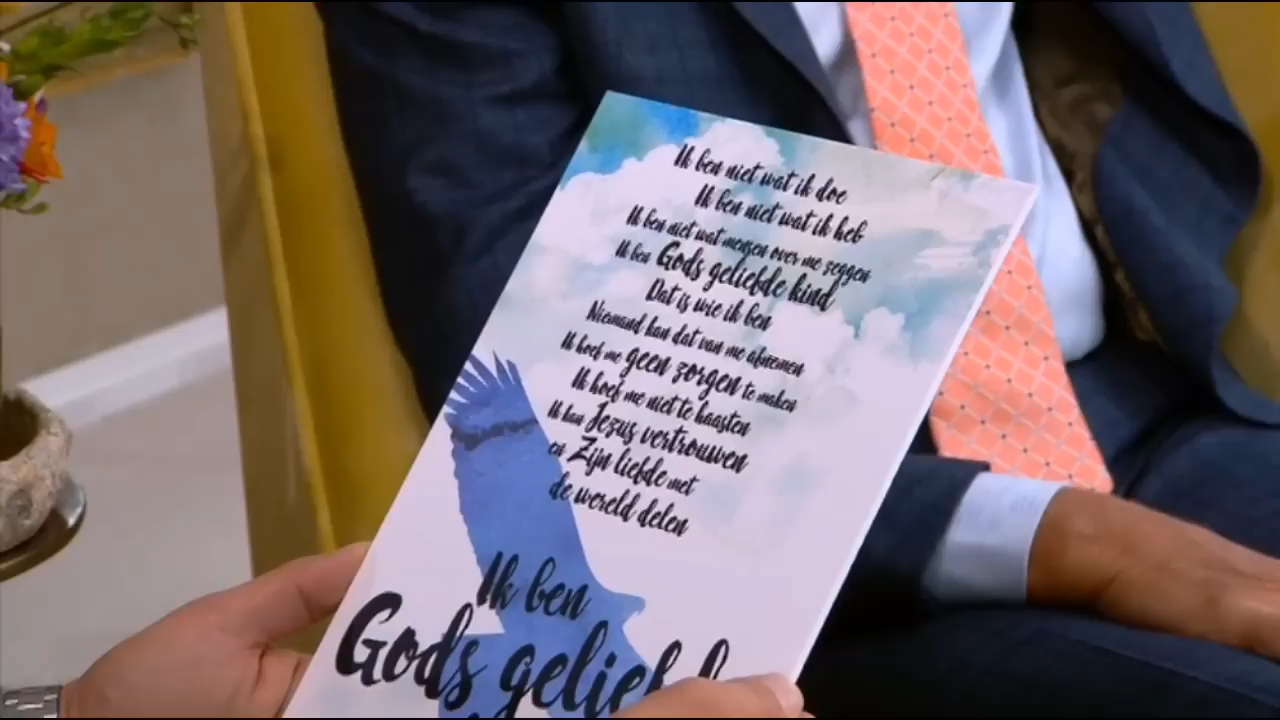 Ik ben niet wat ik doe
Ik ben niet wat ik heb
Ik ben niet wat mensen over me zeggen
Ik ben Gods geliefde kind
Dat is wie ik ben
Niemand kan dat van me afnemen
Ik hoef me geen zorgen te maken
Ik hoef me niet te haasten
Ik kan Jezus vertrouwen
en Zijn liefde met
de wereld delen
Ik ben
Gods